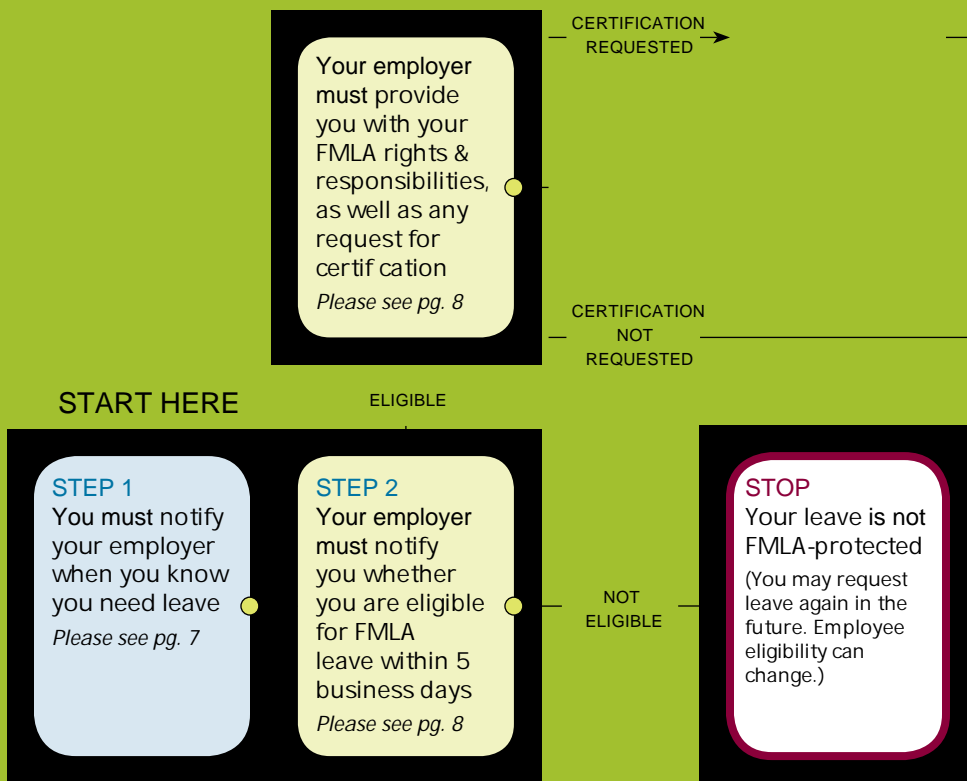 CERTIFICATION
REQUESTED
Your employer
must provide
you with your
FMLA rights &
responsibilities,
as well as any
request for
certif cation
Please see pg. 8
CERTIFICATION
NOT
REQUESTED
START HERE
ELIGIBLE
STEP 1
You must notify
your employer
when you know
you need leave
Please see pg. 7
STEP 2
Your employer
must notify
you whether
you are eligible
for FMLA
leave within 5
business days
Please see pg. 8
NOT
ELIGIBLE
STOP
Your leave is not
FMLA-protected
(You may request
leave again in the
future. Employee
eligibility can
change.)